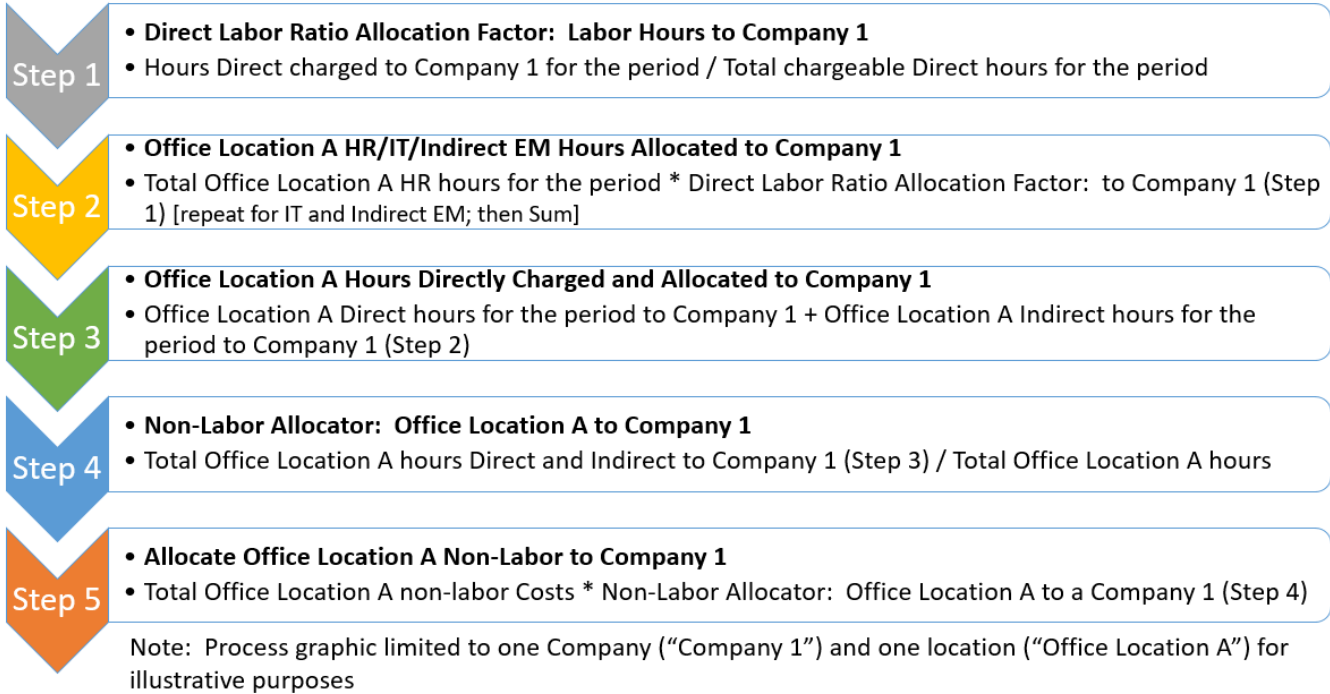 Step 1
• Direct Labor Ratio Allocation Factor:  Labor Hours to Company 1
• Hours Direct charged to Company 1 for the period / Total chargeable Direct hours for the period
Step 2
• Office Location A HR/IT/Indirect EM Hours Allocated to Company 1
• Total Office Location A HR hours for the period * Direct Labor Ratio Allocation Factor:  to Company 1 (Step
1) [repeat for IT and Indirect EM; then Sum]
Step 3
• Office Location A Hours Directly Charged and Allocated to Company 1
• Office Location A Direct hours for the period to Company 1 + Office Location A Indirect hours for the
period to Company 1 (Step 2)
Step 4
• Non-Labor Allocator:  Office Location A to Company 1
• Total Office Location A hours Direct and Indirect to Company 1 (Step 3) / Total Office Location A hours
Step 5
• Allocate Office Location A Non-Labor to Company 1
• Total Office Location A non-labor Costs * Non-Labor Allocator:  Office Location A to a Company 1 (Step 4)
Note:  Process graphic limited to one Company (“Company 1”) and one location (“Office Location A”) for
illustrative purposes